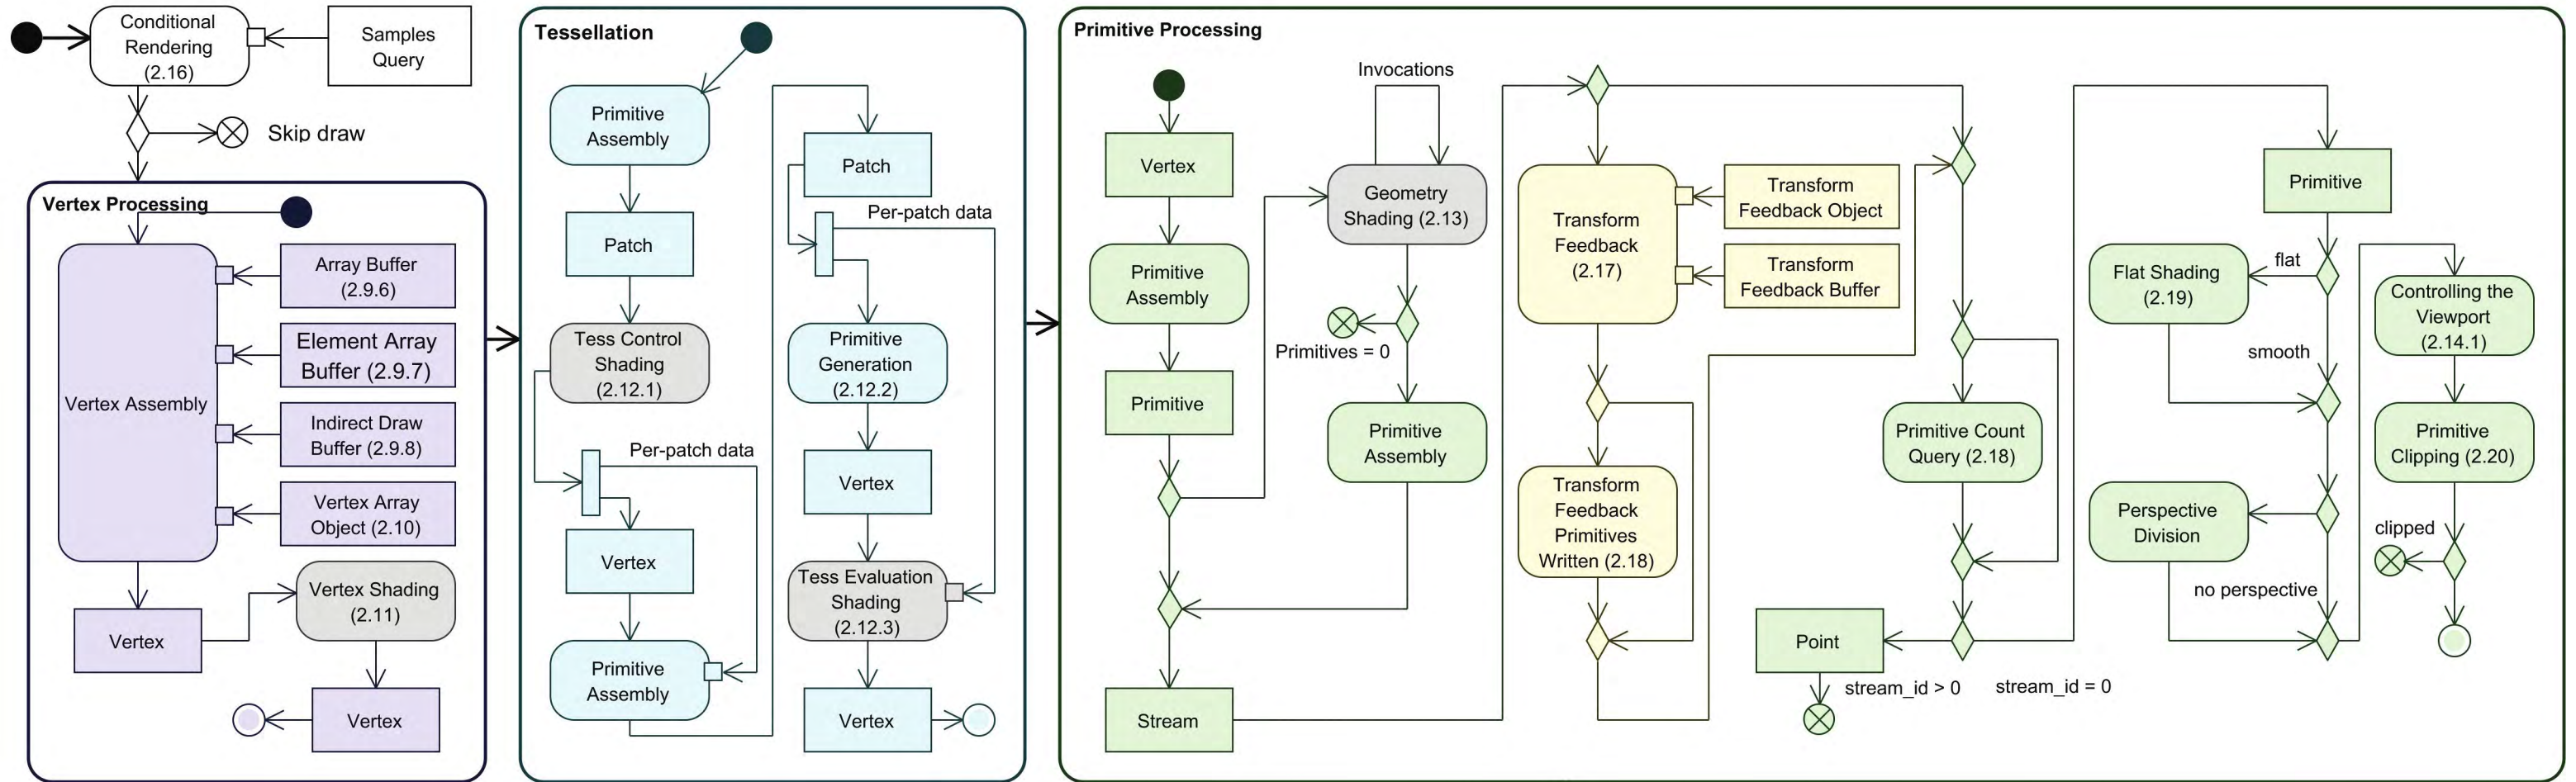 Conditional
Rendering
(2.16)
Samples
Query
Skip draw
Vertex Processing
Vertex Assembly
Array Buffer
(2.9.6)
Element Array
Buffer (2.9.7)
Indirect Draw
Buffer (2.9.8)
Vertex Array
Object (2.10)
Vertex
Vertex Shading
(2.11)
Vertex
Tessellation
Primitive
Assembly
Patch
Tess Control
Shading
(2.12.1)
Per-patch data
Vertex
Primitive
Assembly
Patch
Per-patch data
Primitive
Generation
(2.12.2)
Vertex
Tess Evaluation
Shading
(2.12.3)
Vertex
Primitive Processing
Vertex
Primitive
Assembly
Primitive
Stream
Invocations
Geometry
Shading (2.13)
Primitives = 0
Primitive
Assembly
Transform
Feedback
(2.17)
Transform
Feedback Object
Transform
Feedback Buffer
Transform
Feedback
Primitives
Written (2.18)
Primitive Count
Query (2.18)
Point
stream_id > 0
stream_id = 0
Primitive
flat
Flat Shading
(2.19)
smooth
Perspective
Division
no perspective
Controlling the
Viewport
(2.14.1)
Primitive
Clipping (2.20)
clipped